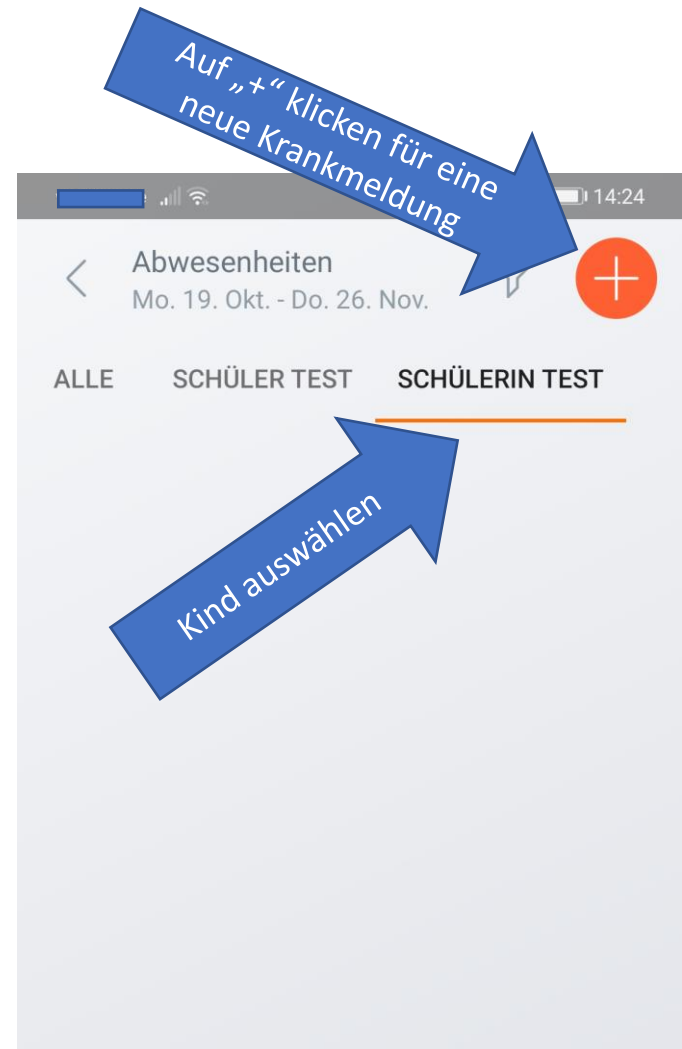 Auf „+“ klicken für eine
neue Krankmeldung
14:24
Abwesenheiten
Mo. 19. Okt. - Do. 26. Nov.
ALLE SCHÜLER TEST SCHÜLERIN TEST
Kind auswählen